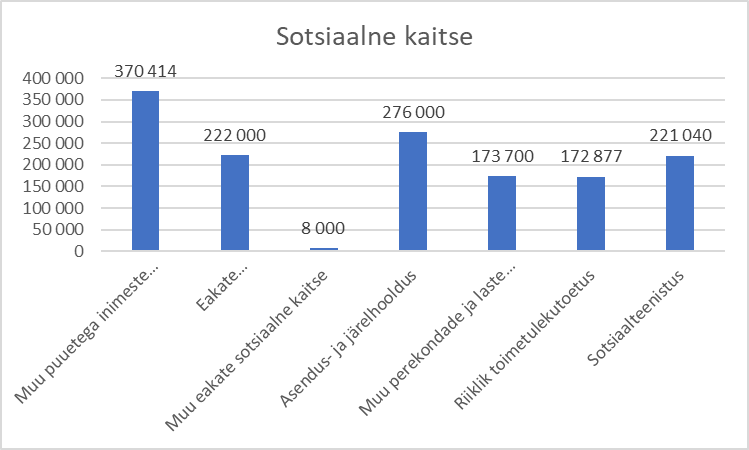 Sotsiaalne kaitse
400 000
350 000
300 000
250 000
200 000
150 000
100 000
50 000
0
370 414
222 000
8 000
276 000
173 700
172 877
221 040
Muu puuetega inimeste...
Eakate...
Muu eakate sotsiaalne kaitse
Asendus- ja järelhooldus
Muu perekondade ja laste...
Riiklik toimetulekutoetus
Sotsiaalteenistus